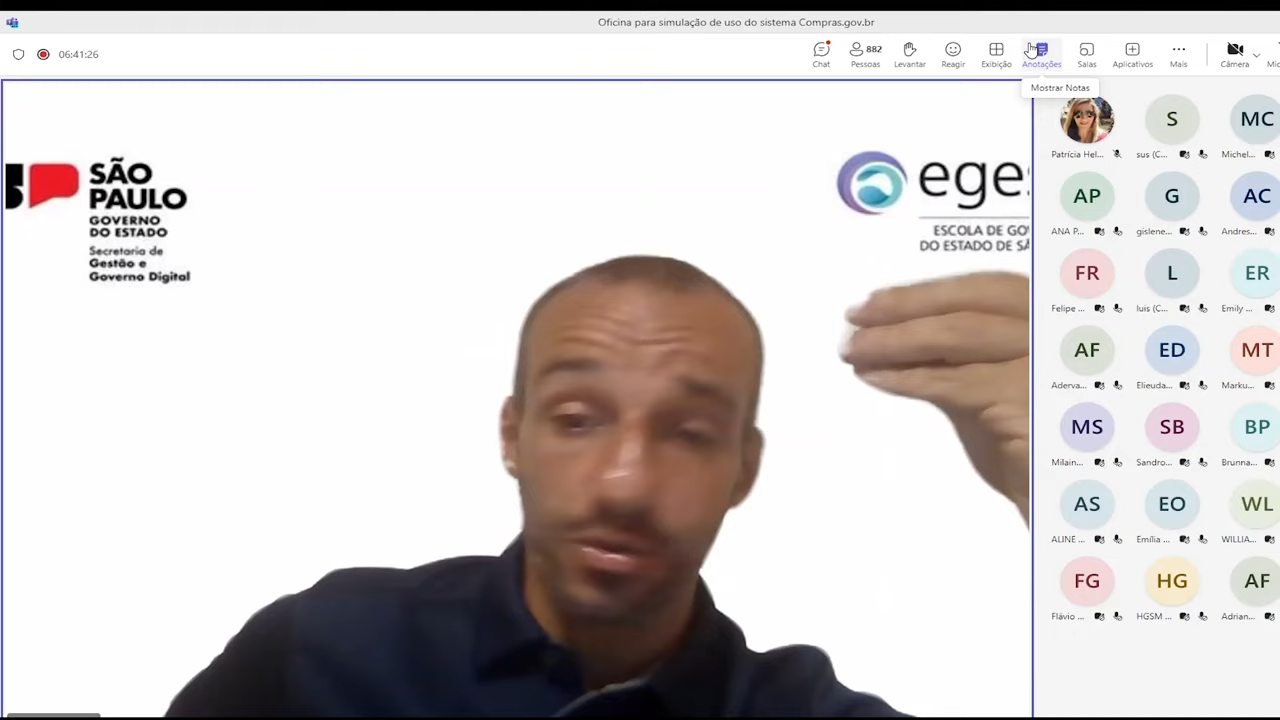 Oficina para simulação de uso do sistema Compras.gov.br
06:41:26
Chat
882
Pessoas
Levantar
Reagir
Exibição
Anotações
Salas
Aplicativos
Mais
Câmera
Mic
Mostrar Notas
SÃO
PAULO
GOVERNO
DO ESTADO
Secretaria de
Gestão e
Governo Digital
eges
ESCOLA DE GO
DO ESTADO DE S
S
MC
Patrícia Hel...
sus (C...
Michel...
AP
G
AC
ANA P...
gislene...
Andres...
FR
L
ER
Felipe ...
luis (C...
Emily ...
AF
ED
MT
Aderva...
Elieuda...
Marku...
MS
SB
BP
Milain...
Sandro...
Brunna...
AS
EO
WL
ALINE ...
Emília ...
WILLIA...
FG
HG
AF
Flávio ...
HGSM ...
Adrian...